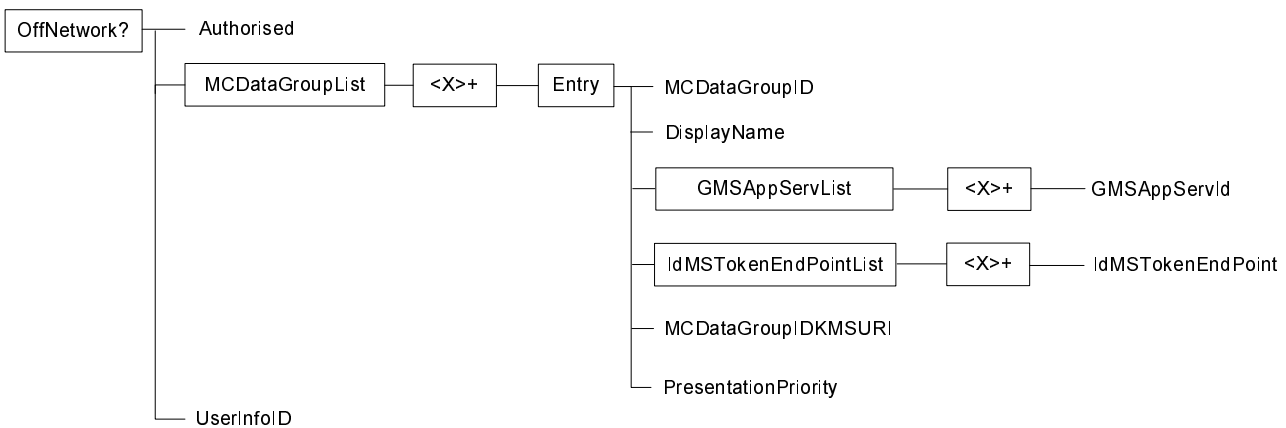 OffNetwork?
Authorised
MCDataGroupList
<X>+
Entry
MCDataGroupID
DisplayName
GMSAppServList
<X>+
GMSAppServId
IdMSTokenEndPointList
<X>+
IdMSTokenEndPoint
MCDataGroupIDKMSURI
PresentationPriority
UserInfoID